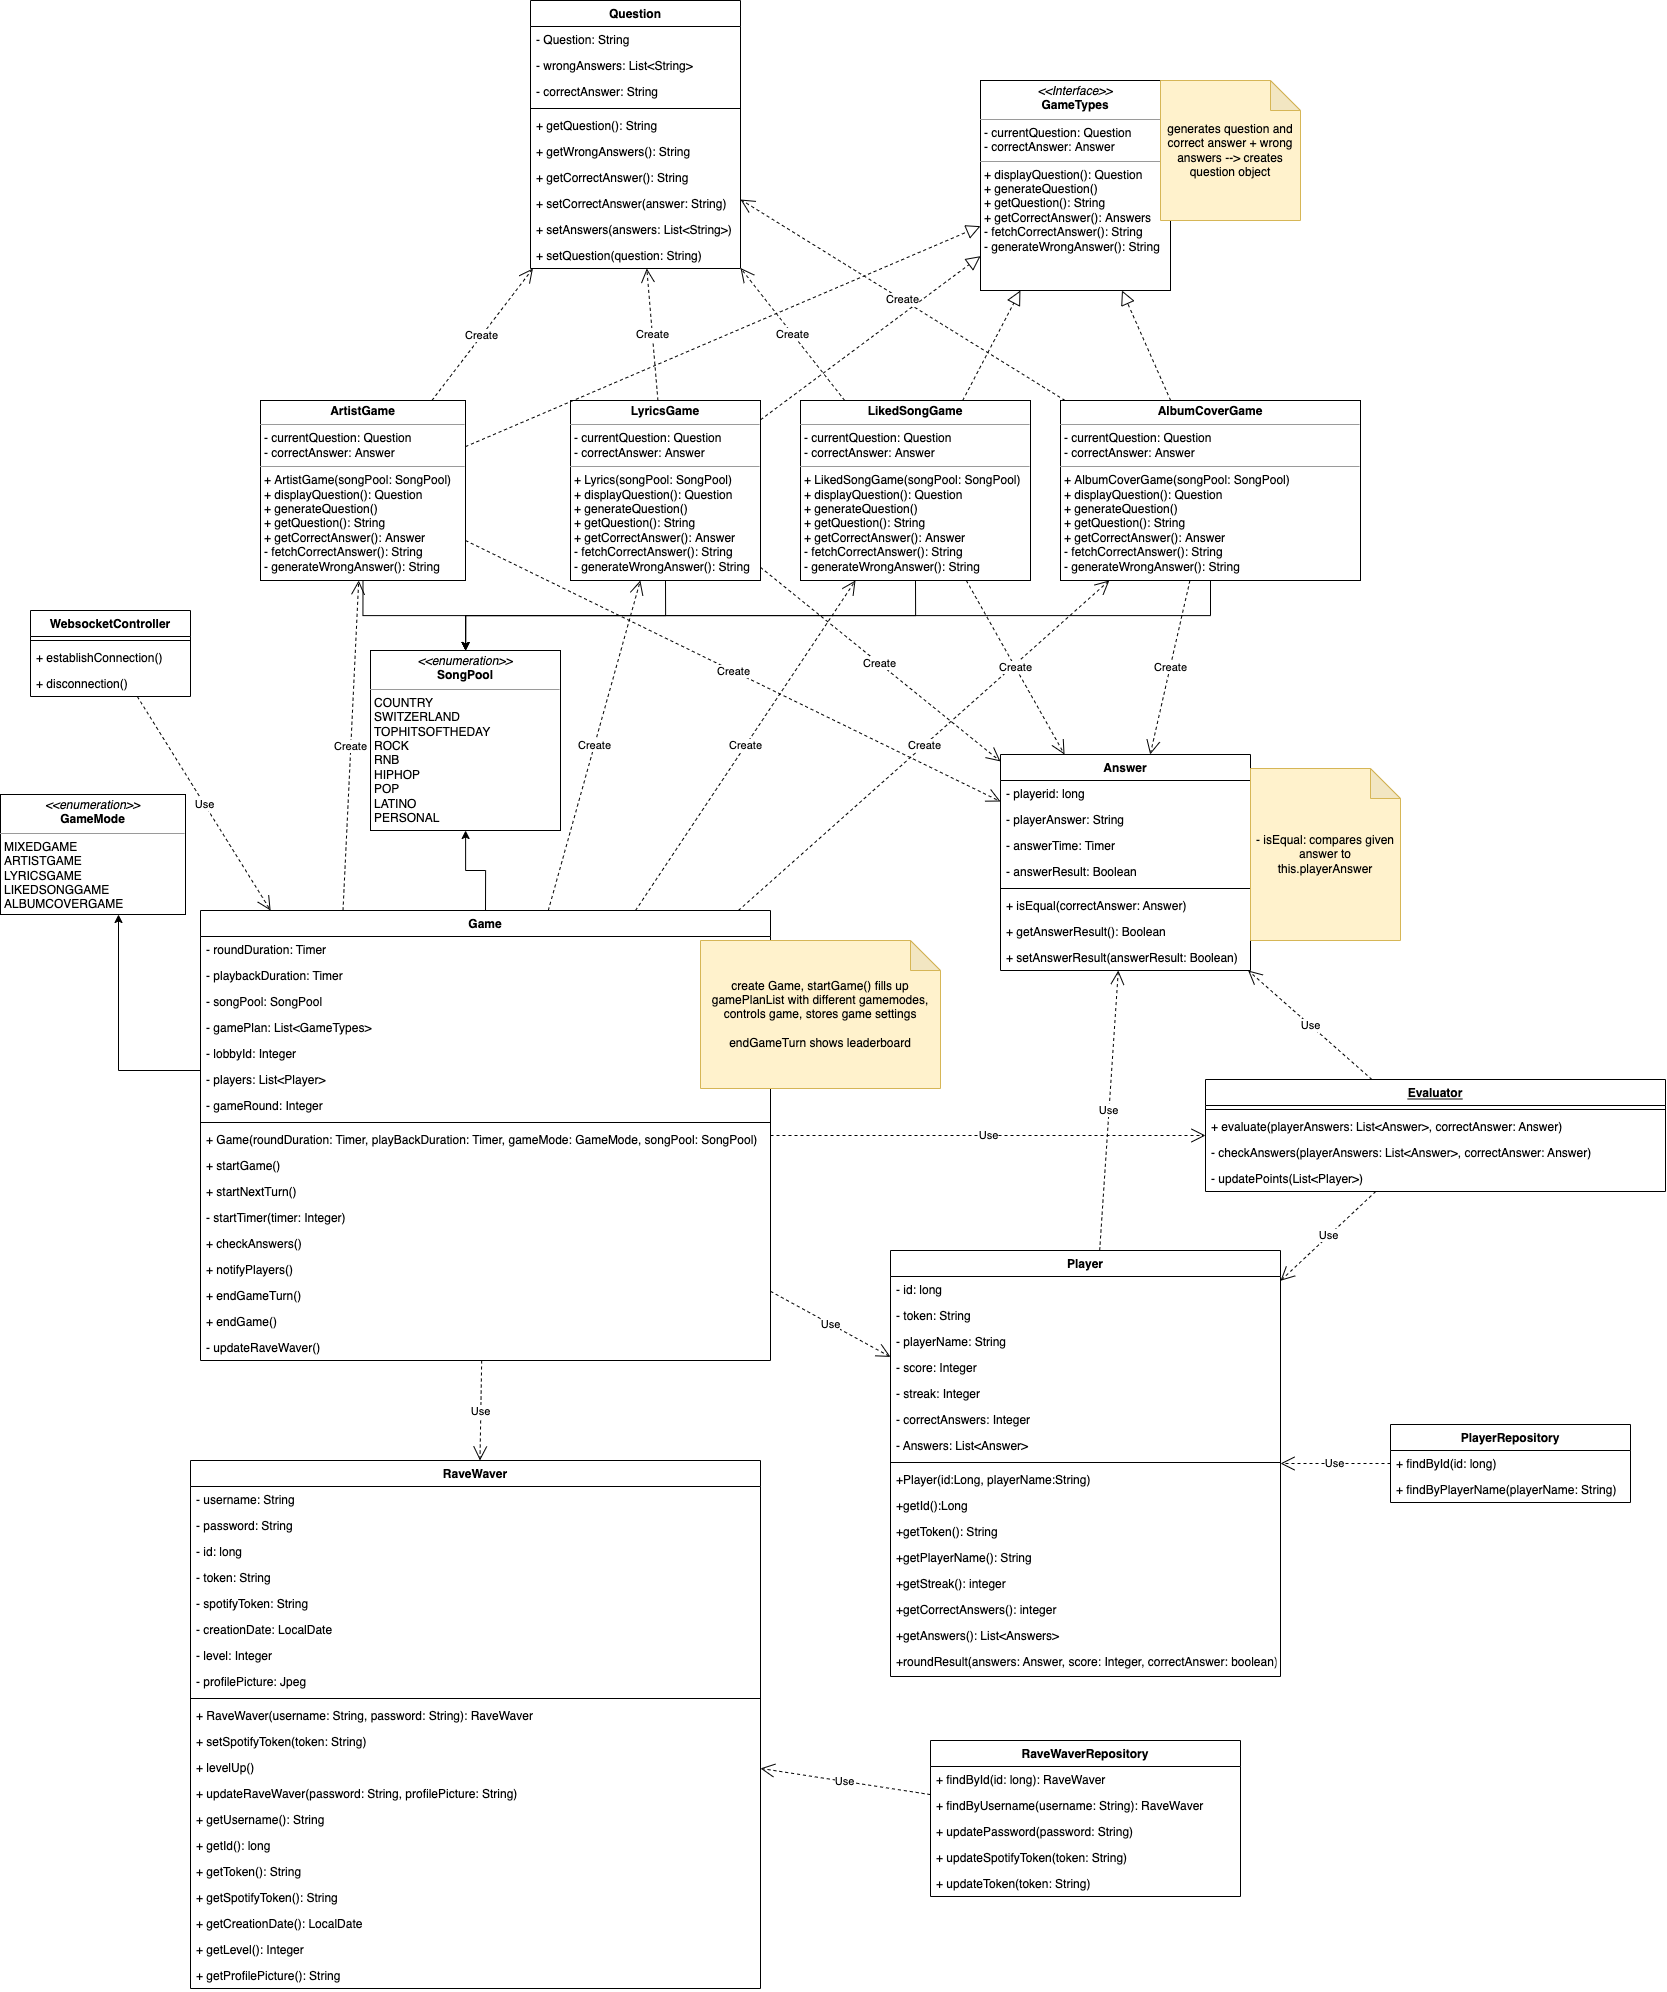 Question
- Question: String
- wrongAnswers: List<String>
- correctAnswer: String
+ getQuestion(): String
+ getWrongAnswers(): String
+ getCorrectAnswer(): String
+ setCorrectAnswer(answer: String)
+ setAnswers(answers: List<String>)
+ setQuestion(question: String)
<<Interface>>
GameTypes
- currentQuestion: Question
- correctAnswer: Answer
+ displayQuestion(): Question
+ generateQuestion()
+ getQuestion(): String
+ getCorrectAnswer(): Answers
- fetchCorrectAnswer(): String
- generateWrongAnswer(): String
generates question and
correct answer + wrong
answers --> creates
question object
Create
Create
Create
Create
ArtistGame
- currentQuestion: Question
- correctAnswer: Answer
+ ArtistGame(songPool: SongPool)
+ displayQuestion(): Question
+ generateQuestion()
+ getQuestion(): String
+ getCorrectAnswer(): Answer
- fetchCorrectAnswer(): String
- generateWrongAnswer(): String
LyricsGame
- currentQuestion: Question
- correctAnswer: Answer
+ Lyrics(songPool: SongPool)
+ displayQuestion(): Question
+ generateQuestion()
+ getQuestion(): String
+ getCorrectAnswer(): Answer
- fetchCorrectAnswer(): String
- generateWrongAnswer(): String
LikedSongGame
- currentQuestion: Question
- correctAnswer: Answer
+ LikedSongGame(songPool: SongPool)
+ displayQuestion(): Question
+ generateQuestion()
+ getQuestion(): String
+ getCorrectAnswer(): Answer
- fetchCorrectAnswer(): String
- generateWrongAnswer(): String
AlbumCoverGame
- currentQuestion: Question
- correctAnswer: Answer
+ AlbumCoverGame(songPool: SongPool)
+ displayQuestion(): Question
+ generateQuestion()
+ getQuestion(): String
+ getCorrectAnswer(): Answer
- fetchCorrectAnswer(): String
- generateWrongAnswer(): String
WebsocketController
+ establishConnection()
+ disconnection()
<<enumeration>>
SongPool
COUNTRY
SWITZERLAND
TOPHITSOFTHEDAY
ROCK
RNB
HIPHOP
POP
LATINO
PERSONAL
Create
Create
Create
Create
Create
Create
Create
Create
Use
<<enumeration>>
GameMode
MIXEDGAME
ARTISTGAME
LYRICSGAME
LIKEDSONGGAME
ALBUMCOVERGAME
Answer
- playerid: long
- playerAnswer: String
- answerTime: Timer
- answerResult: Boolean
+ isEqual(correctAnswer: Answer)
+ getAnswerResult(): Boolean
+ setAnswerResult(answerResult: Boolean)
- isEqual: compares given
answer to
this.playerAnswer
Game
- roundDuration: Timer
- playbackDuration: Timer
- songPool: SongPool
- gamePlan: List<GameTypes>
- lobbyId: Integer
- players: List<Player>
- gameRound: Integer
+ Game(roundDuration: Timer, playBackDuration: Timer, gameMode: GameMode, songPool: SongPool)
+ startGame()
+ startNextTurn()
- startTimer(timer: Integer)
+ checkAnswers()
+ notifyPlayers()
+ endGameTurn()
+ endGame()
- updateRaveWaver()
create Game, startGame() fills up
gamePlanList with different gamemodes,
controls game, stores game settings
endGameTurn shows leaderboard
Use
Use
Use
Use
Use
Use
Evaluator
+ evaluate(playerAnswers: List<Answer>, correctAnswer: Answer)
- checkAnswers(playerAnswers: List<Answer>, correctAnswer: Answer)
- updatePoints(List<Player>)
Player
- id: long
- token: String
- playerName: String
- score: Integer
- streak: Integer
- correctAnswers: Integer
- Answers: List<Answer>
+Player(id:Long, playerName:String)
+getId():Long
+getToken(): String
+getPlayerName(): String
+getStreak(): integer
+getCorrectAnswers(): integer
+getAnswers(): List<Answers>
+roundResult(answers: Answer, score: Integer, correctAnswer: boolean)
Use
PlayerRepository
+ findById(id: long)
+ findByPlayerName(playerName: String)
RaveWaver
- username: String
- password: String
- id: long
- token: String
- spotifyToken: String
- creationDate: LocalDate
- level: Integer
- profilePicture: Jpeg
+ RaveWaver(username: String, password: String): RaveWaver
+ setSpotifyToken(token: String)
+ levelUp()
+ updateRaveWaver(password: String, profilePicture: String)
+ getUsername(): String
+ getId(): long
+ getToken(): String
+ getSpotifyToken(): String
+ getCreationDate(): LocalDate
+ getLevel(): Integer
+ getProfilePicture(): String
Use
RaveWaverRepository
+ findById(id: long): RaveWaver
+ findByUsername(username: String): RaveWaver
+ updatePassword(password: String)
+ updateSpotifyToken(token: String)
+ updateToken(token: String)